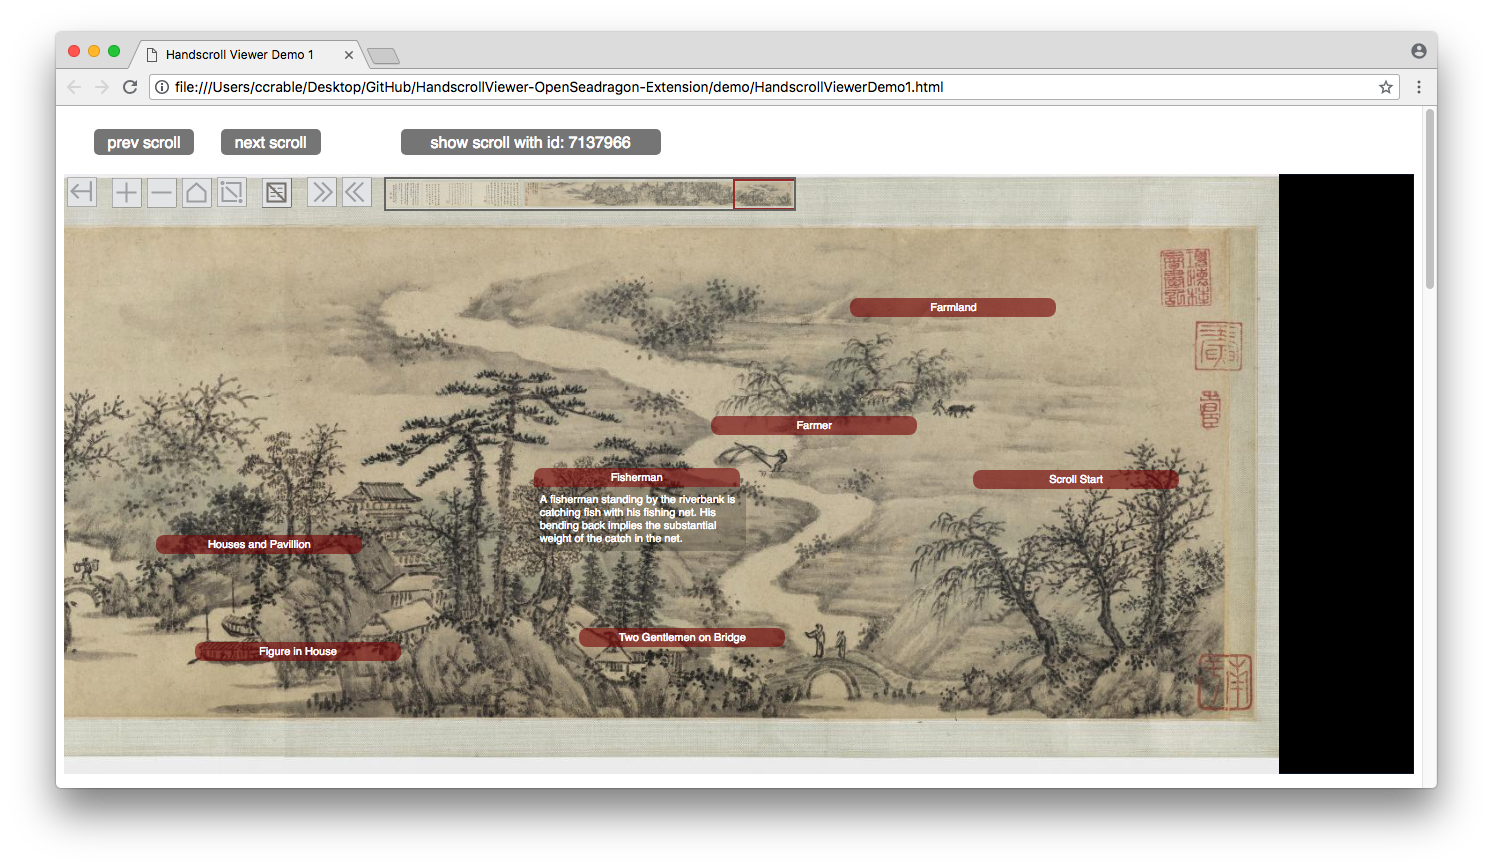 Handscroll Viewer Demo 1
file:///Users/ccrable/Desktop/GitHub/HandscrollViewer-OpenSeadragon-Extension/demo/HandscrollViewerDemo1.html
prev scroll
next scroll
show scroll with id: 7137966
Farmland
Farmer
Fisherman
A fisherman standing by the riverbank is
catching fish with his fishing net. His
bending back implies the substantial
weight of the catch in the net.
Scroll Start
Houses and Pavillion
Two Gentlemen on Bridge
Figure in House